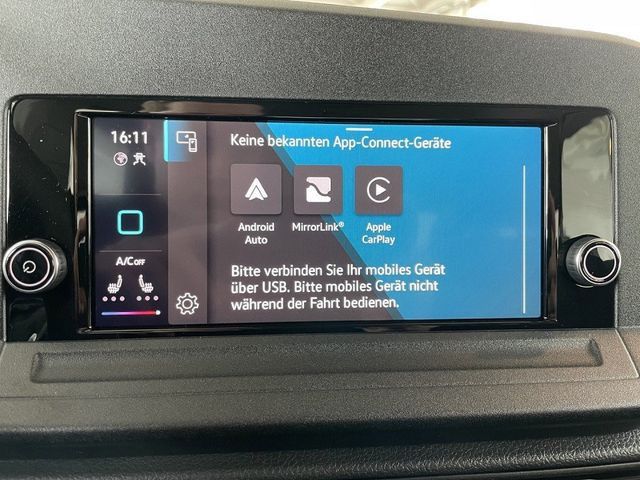 16:11
Keine bekannten App-Connect-Geräte
Android
Auto
MirrorLink®
Apple
CarPlay
A/C OFF
Bitte verbinden Sie Ihr mobiles Gerät
über USB. Bitte mobiles Gerät nicht
während der Fahrt bedienen.